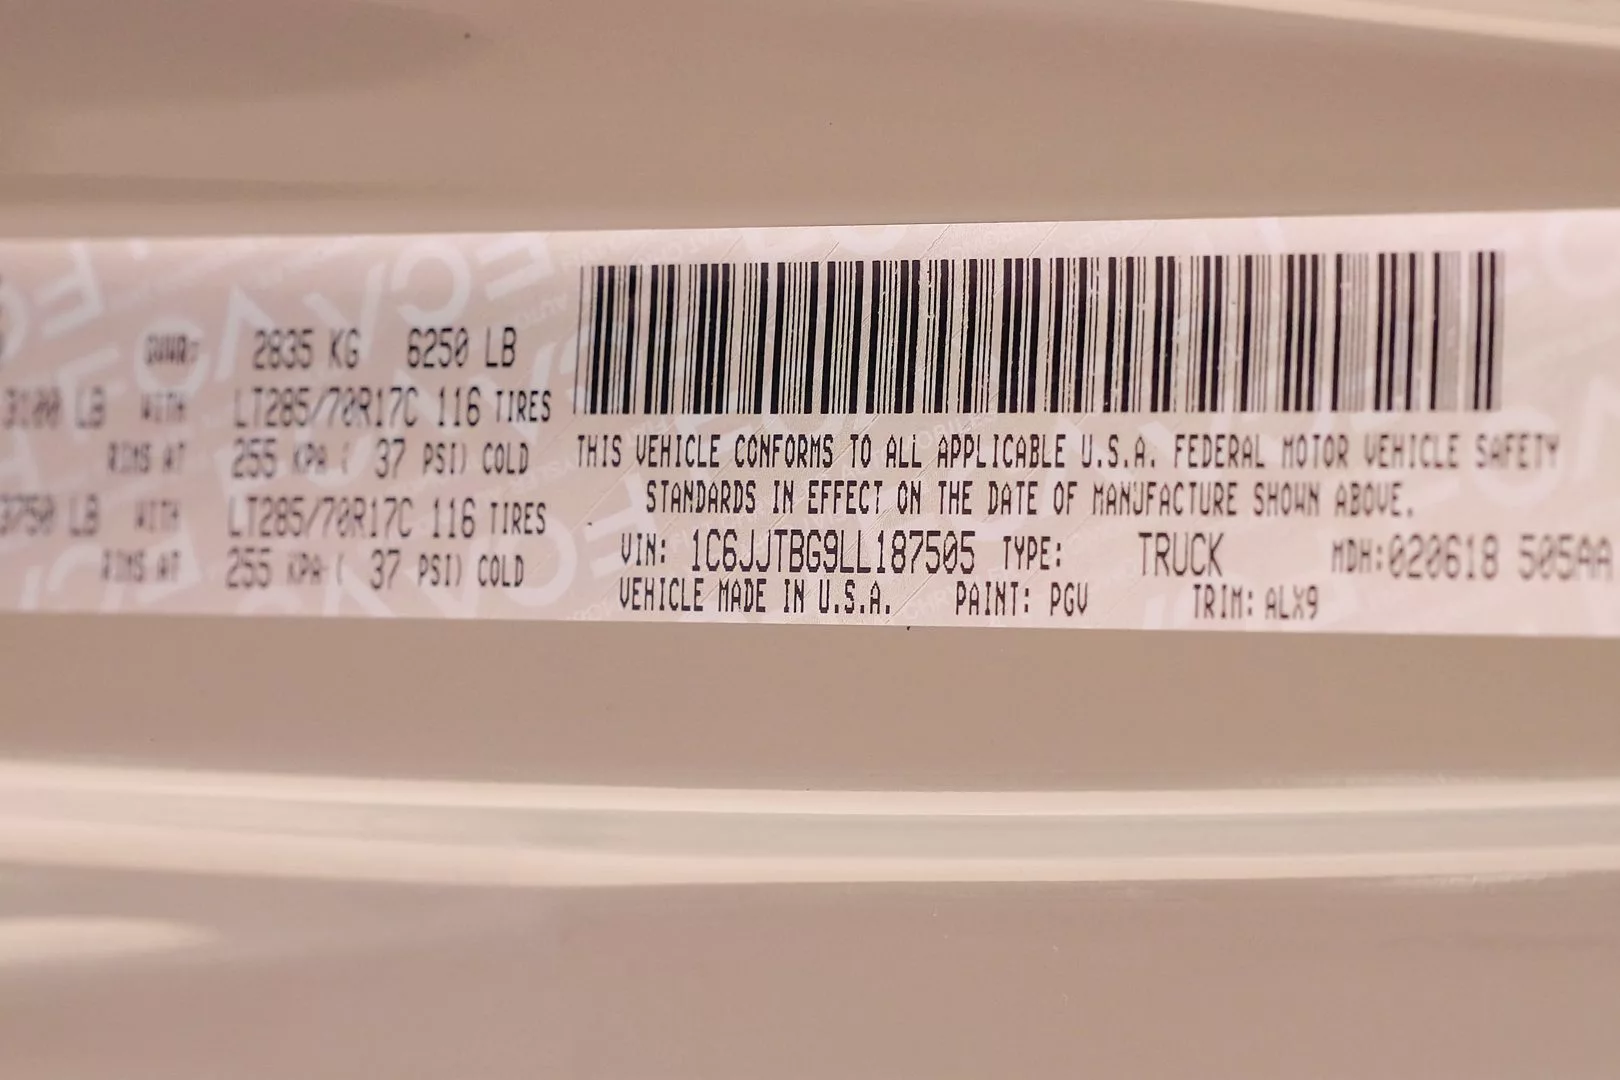 GVWR: 2835 KG 6250 LB
3100 LB WITH LT285/70R17C 116 TIRES
RIMS AT 255 KPA ( 37 PSI) COLD
3750 LB WITH LT285/70R17C 116 TIRES
RIMS AT 255 KPA ( 37 PSI) COLD
THIS VEHICLE CONFORMS TO ALL APPLICABLE U.S.A. FEDERAL MOTOR VEHICLE SAFETY
STANDARDS IN EFFECT ON THE DATE OF MANUFACTURE SHOWN ABOVE.
VIN: 1C6JJTBG9LL187505 TYPE: TRUCK MDH:020618 505AA
VEHICLE MADE IN U.S.A. PAINT: PGV TRIM: ALX9